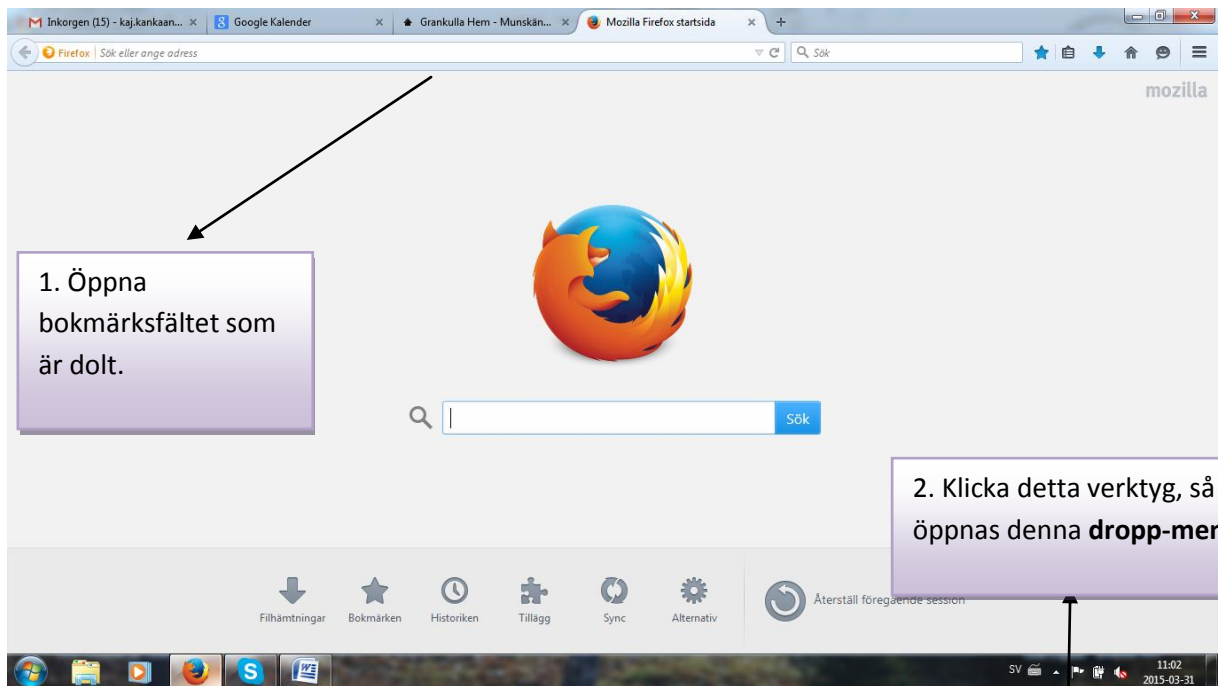 Inkorgen (15) - kaj.kankaan...
Google Kalender
Grankulla Hem - Munskän...
Mozilla Firefox startsida
Firefox
Sök eller ange adress
Sök
mozilla
1. Öppna
bokmärksfältet som
är dolt.
Sök
2. Klicka detta verktyg, så
öppnas denna dropp-mer
Filhämtningar
Bokmärken
Historiken
Tillägg
Sync
Alternativ
Återställ föregående session
SV
11:02
2015-03-31